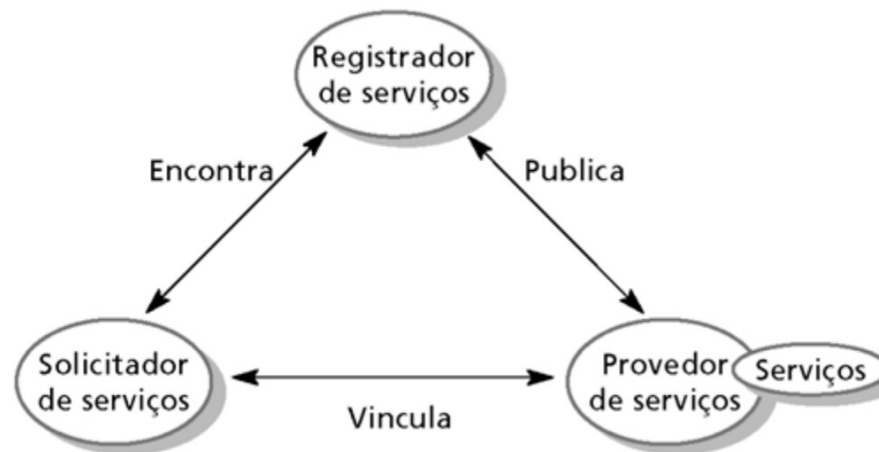 Registrador
de serviços
Encontra
Publica
Solicitador
de serviços
Vincula
Provedor
de serviços
Serviços